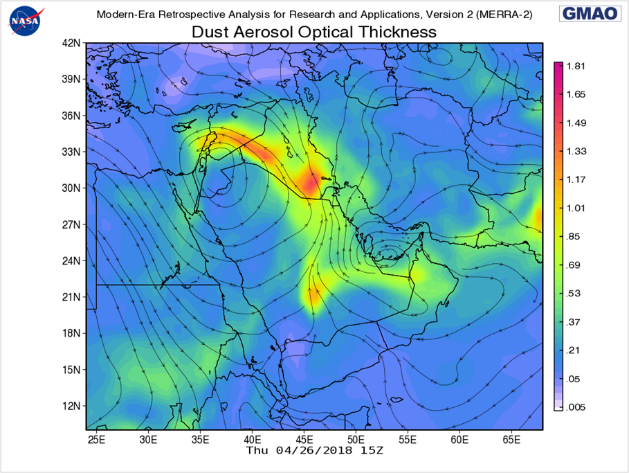 NASA
Modern-Era Retrospective Analysis for Research and Applications, Version 2 (MERRA-2)
GMAO
Dust Aerosol Optical Thickness
42N
39N
36N
33N
30N
27N
24N
21N
18N
15N
12N
1.81
1.65
1.49
1.33
1.17
1.01
.85
.69
.53
.37
.21
.05
.005
25E 30E 35E 40E 45E 50E 55E 60E 65E
Thu 04/26/2018 15Z